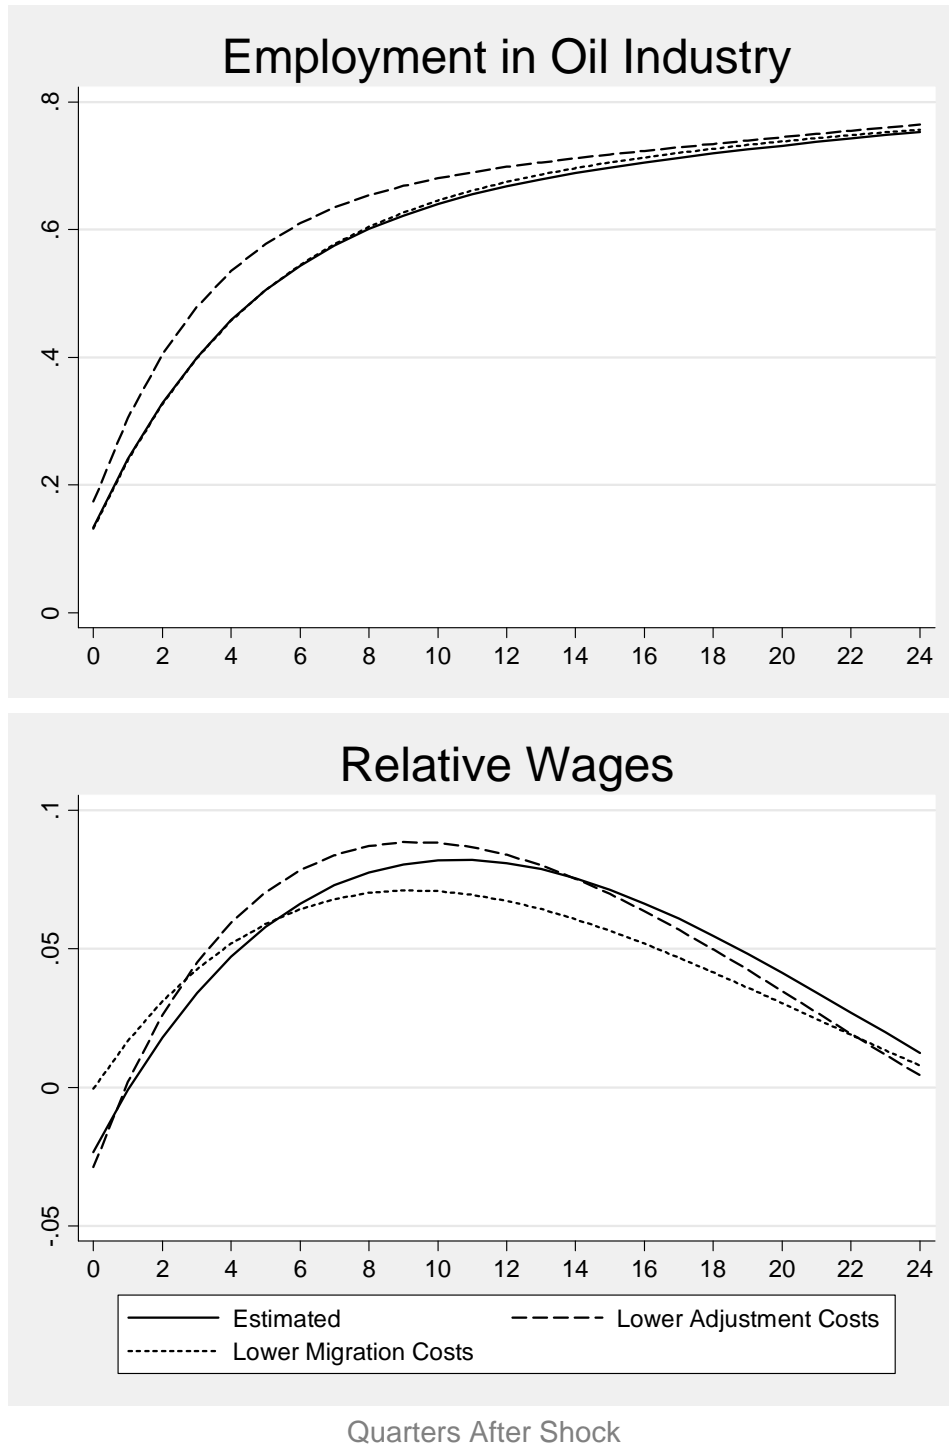 Employment in Oil Industry
.8
.6
.4
.2
0
0 2 4 6 8 10 12 14 16 18 20 22 24
Relative Wages
.1
.05
0
-.05
0 2 4 6 8 10 12 14 16 18 20 22 24
Estimated Lower Adjustment Costs
Lower Migration Costs
Quarters After Shock